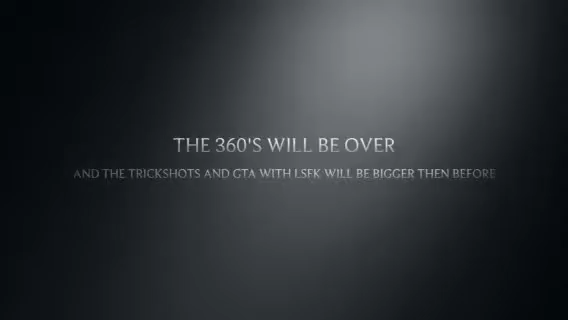 THE 360'S WILL BE OVER
AND THE TRICKSHOTS AND GTA WITH LSFK WILL BE BIGGER THEN BEFORE